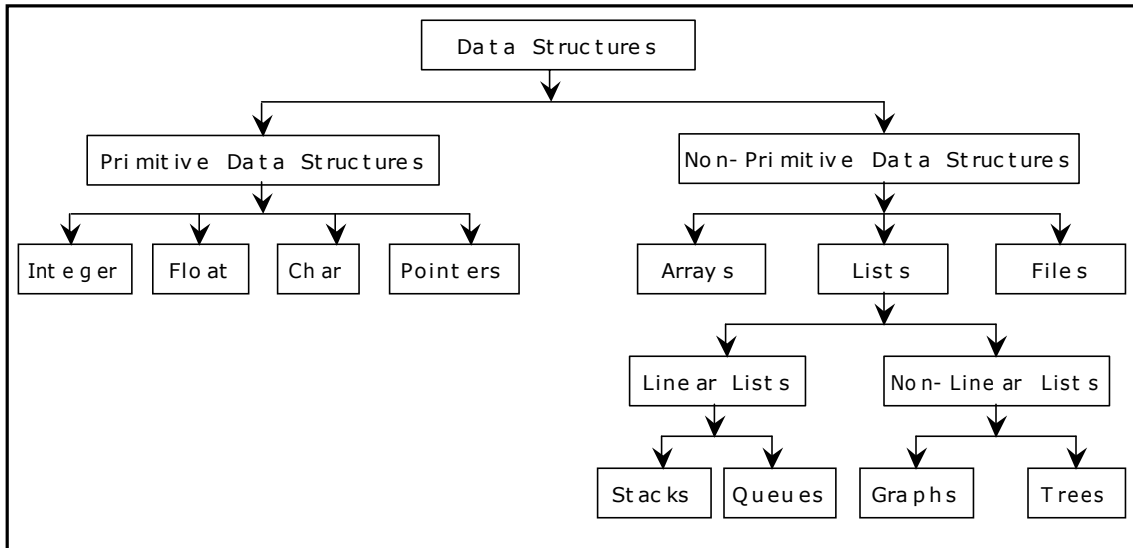 Data Structures
Primitive Data Structures
Non-Primitive Data Structures
Integer
Float
Char
Pointers
Arrays
Lists
Files
Linear Lists
Non-Linear Lists
Stacks
Queues
Graphs
Trees